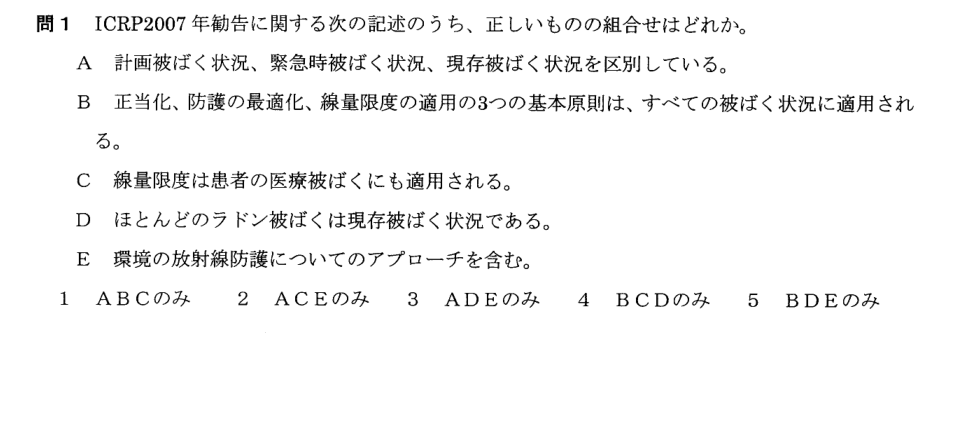 問1 ICRP2007 年勧告に関する次の記述のうち、正しいものの組合せはどれか。
A 計画被ばく状況、緊急時被ばく状況、現存被ばく状況を区別している。
B 正当化、防護の最適化、線量限度の適用の3つの基本原則は、すべての被ばく状況に適用され
る。
C 線量限度は患者の医療被ばくにも適用される。
D ほとんどのラドン被ばくは現存被ばく状況である。
E 環境の放射線防護についてのアプローチを含む。
1 ABCのみ 2 ACEのみ 3 ADEのみ 4 BCDのみ 5 BDEのみ